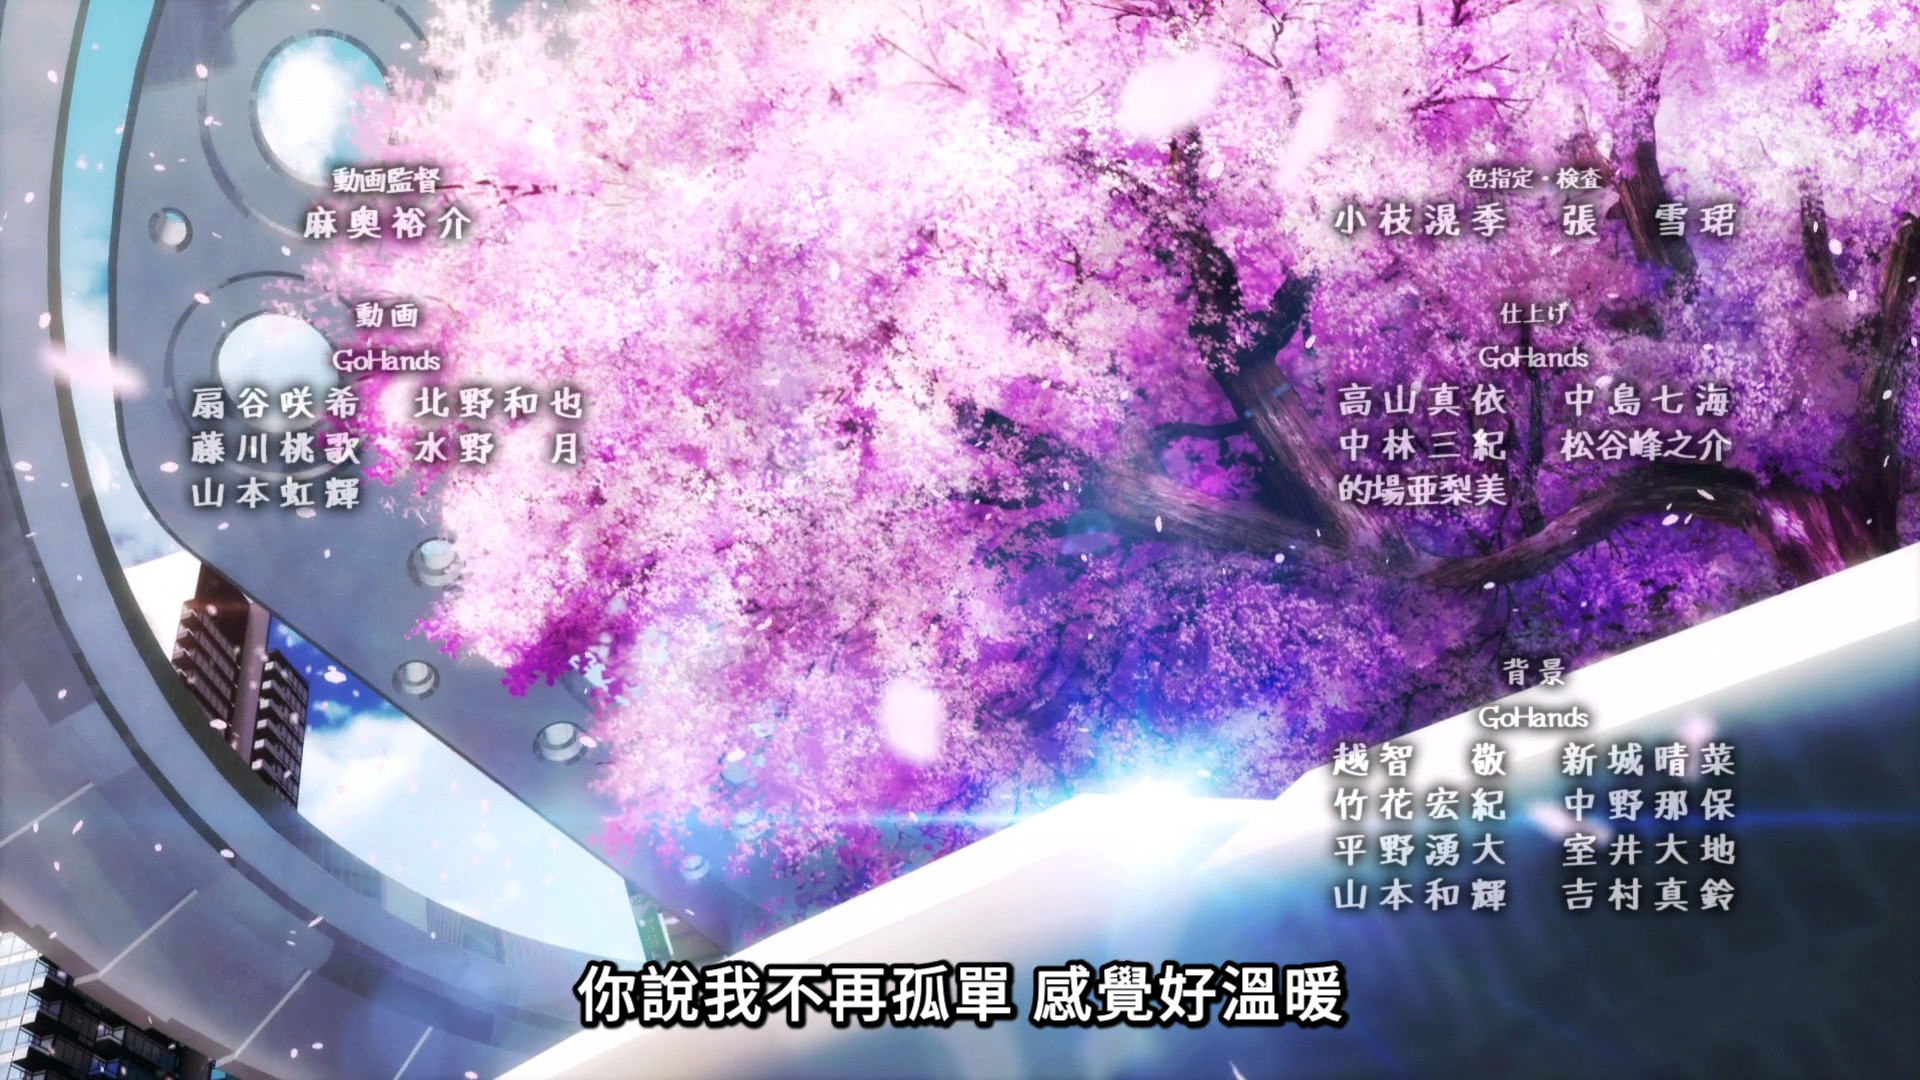 動画監督
麻奥裕介
動画
GoHands
扇谷咲希 北野和也
藤川桃歌 水野 月
山本虹輝
色指定・検査
小枝滉季 張 雪珺
仕上げ
GoHands
高山真依 中島七海
中林三紀 松谷峰之介
的場亜梨美
背景
GoHands
越智 敬 新城晴菜
竹花宏紀 中野那保
平野湧大 室井大地
山本和輝 吉村真鈴
你說我不再孤單 感覺好溫暖